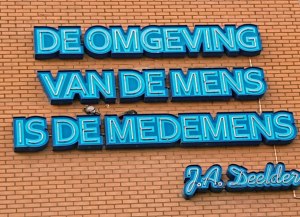 DE OMGEVING
VAN DE MENS
IS DE MEDEMENS
J.A. Deelder